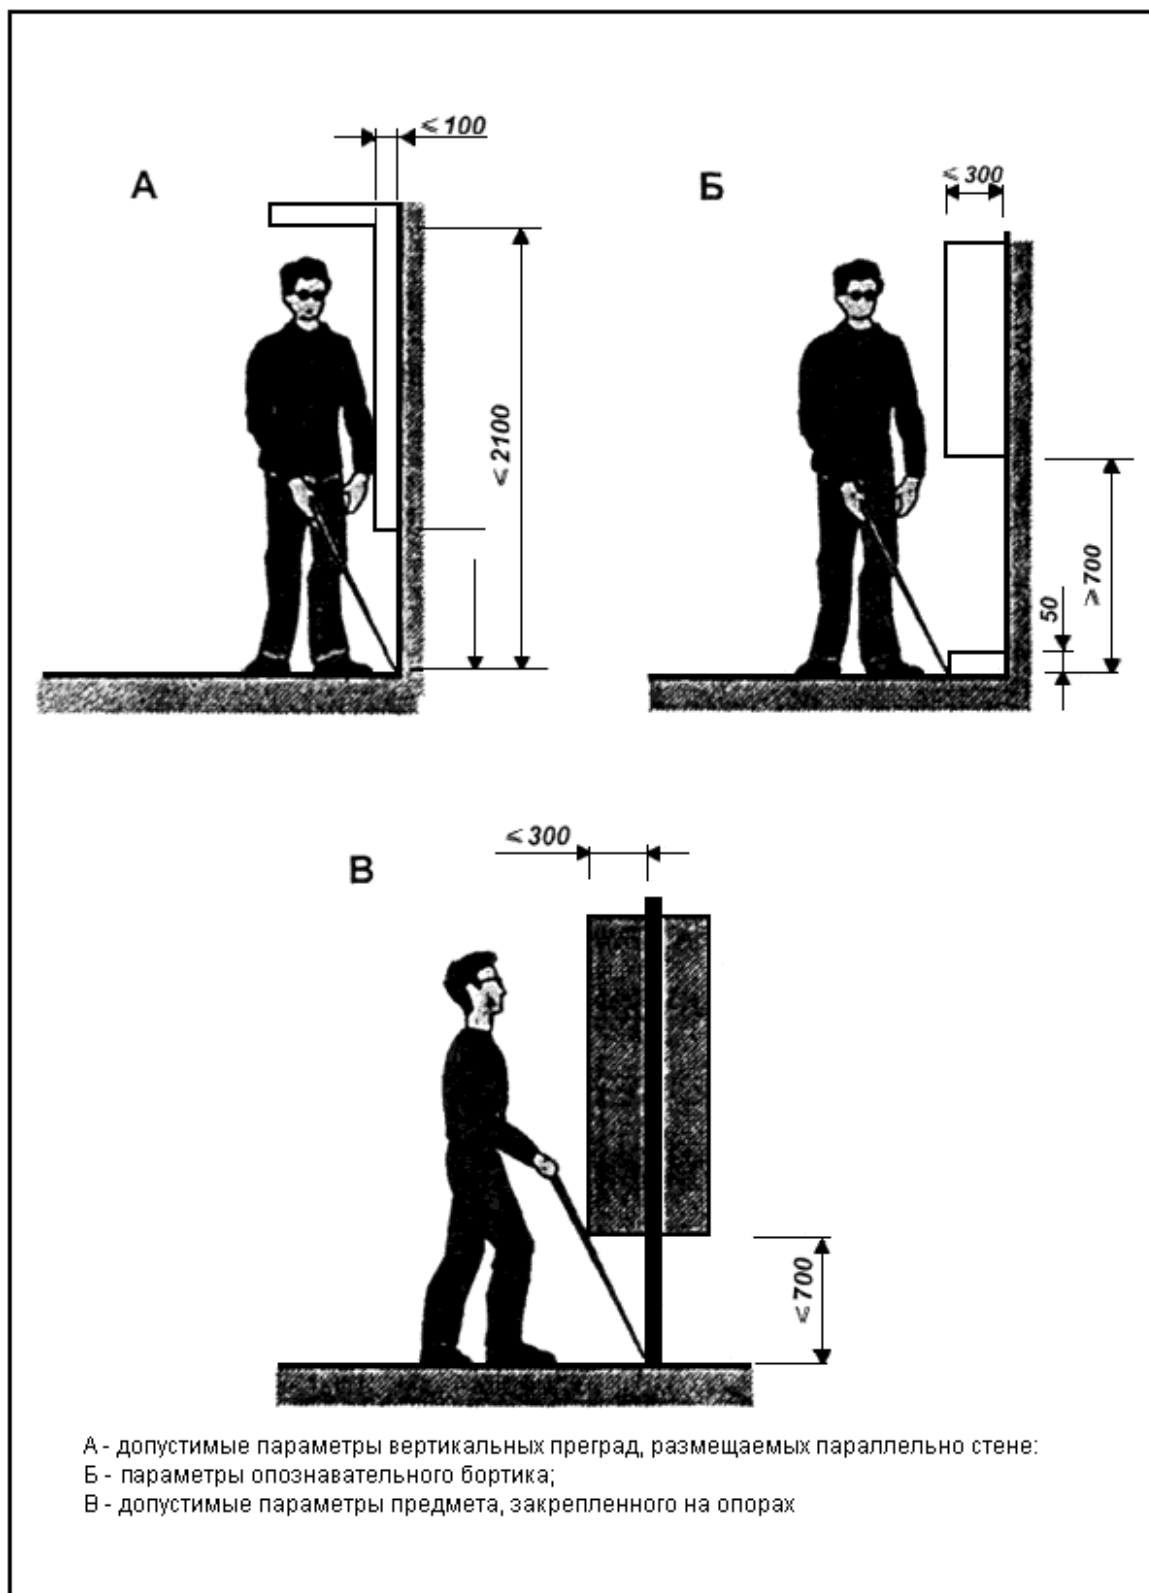 ≤ 100
А
< 2100
Б
≤ 300
≥ 700
50
В
≤ 300
≤ 700
А - допустимые параметры вертикальных преград, размещаемых параллельно стене:
Б - параметры опознавательного бортика;
В - допустимые параметры предмета, закрепленного на опорах